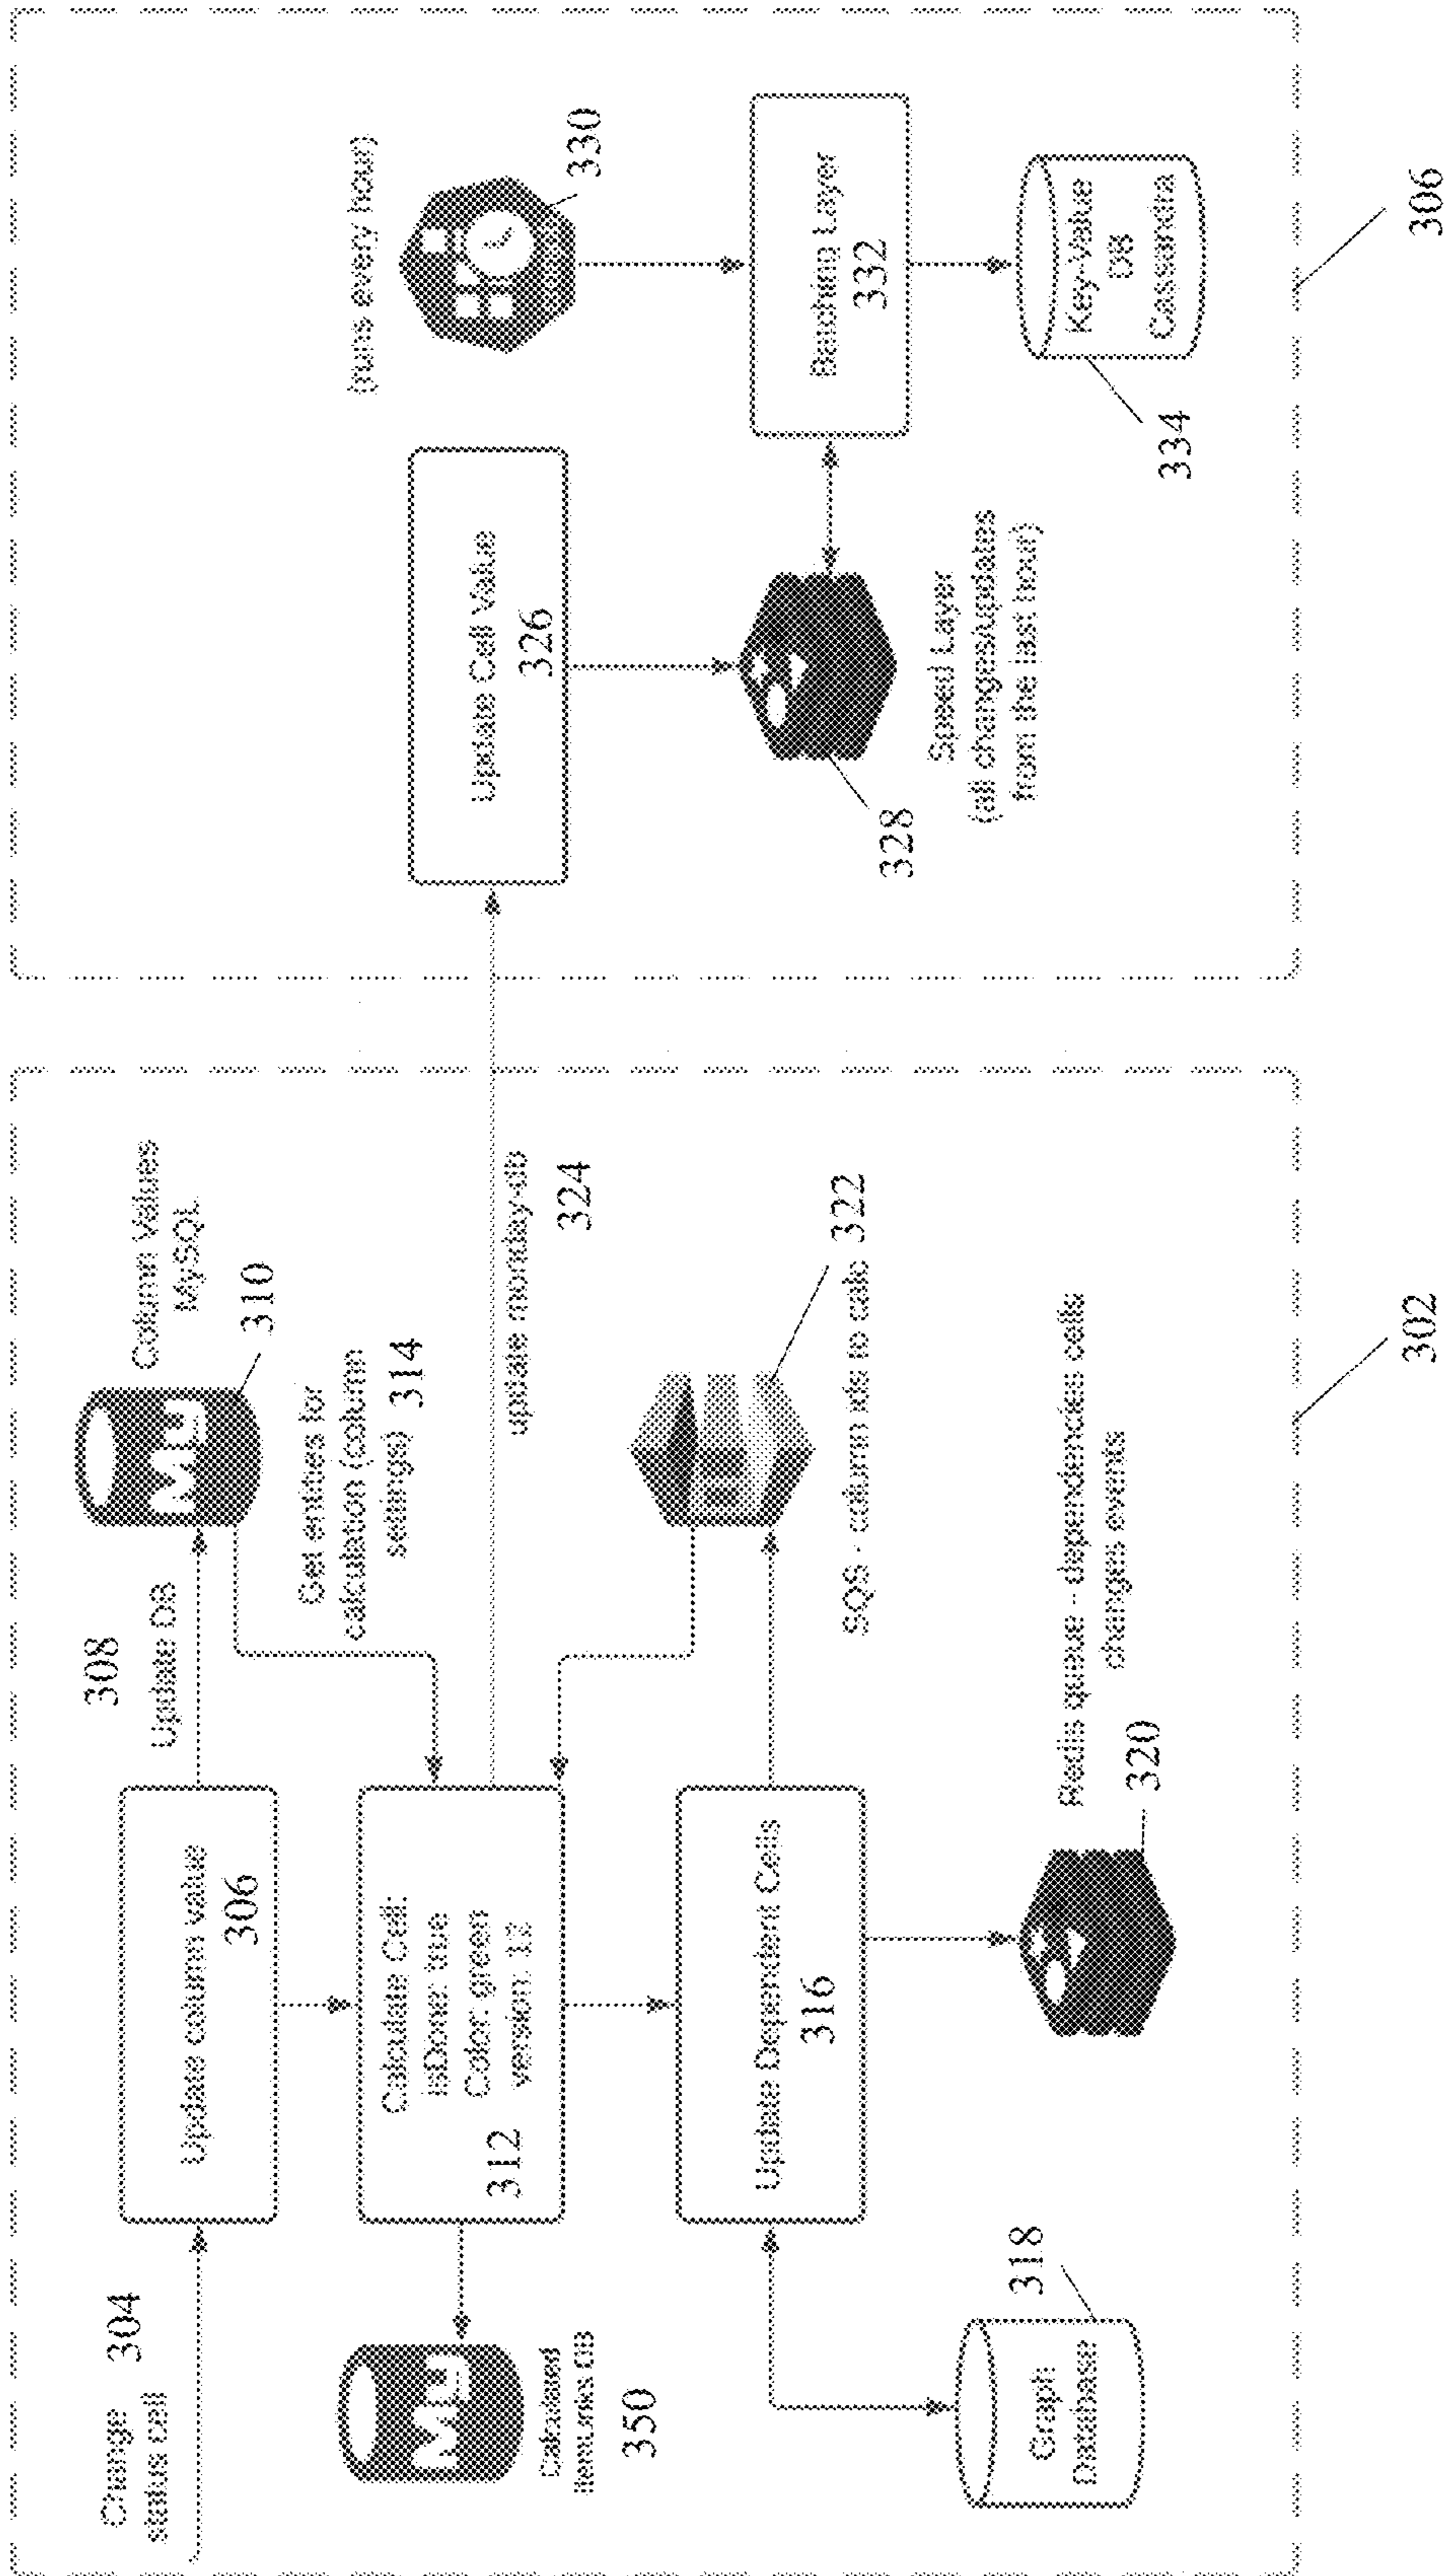 Change
status cell
304
Update column value
306
308
Update DB
Column Values
MySQL
310
Get entities for
calculation (column
settings) 314
Calculate Cell:
isDone: true
Color: green
version: 12
312
Calculated
350
update monday-db
324
Update Dependent Cells
316
SQS - column ids to calc 322
Graph
Database
318
Redis queue - dependencies cells
changes events
320
302
Update Cell Value
326
(runs every hour)
330
328
Speed Layer
(all changes/updates
from the last hour)
Batching Layer
332
Key-Value
DB
Cassandra
334
306